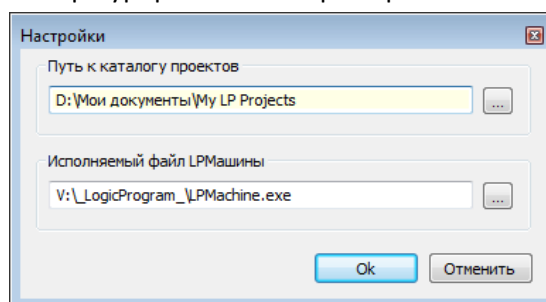 Настройки
Путь к каталогу проектов
D:\Мои документы\My LP Projects
...
Исполняемый файл LPМашины
V:\_LogicProgram_\LPMachine.exe
...
Ok Отменить